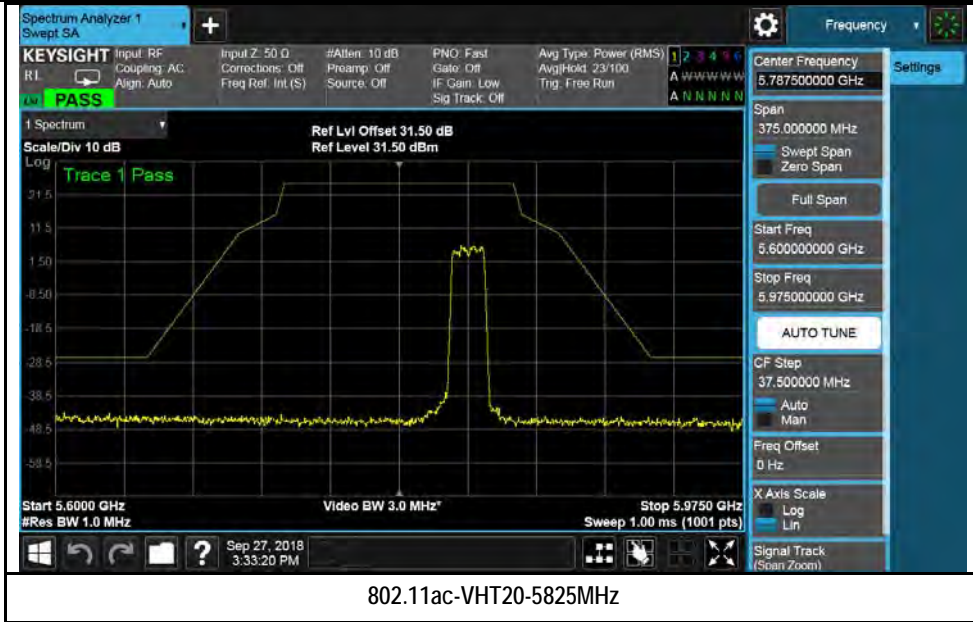 Spectrum Analyzer 1
Swept SA
Frequency
KEYSIGHT
RL
PASS
Input: RF
Coupling: AC
Align: Auto
Input Z: 50 Ω
Corrections: Off
Freq Ref: Int (S)
#Atten: 10 dB
Preamp: Off
Source: Off
PNO: Fast
Gate: Off
IF Gain: Low
Sig Track: Off
Avg Type: Power (RMS)
Avg|Hold: 23/100
Trig: Free Run
1 2 3 4 5 6
A W W W W W
A N N N N N
1 Spectrum
Scale/Div 10 dB
Ref Lvl Offset 31.50 dB
Ref Level 31.50 dBm
Log
Trace 1 Pass
21.5
11.5
1.50
-8.50
-18.5
-28.5
-38.5
-48.5
-58.5
Start 5.6000 GHz
#Res BW 1.0 MHz
Video BW 3.0 MHz*
Stop 5.9750 GHz
Sweep 1.00 ms (1001 pts)
Center Frequency
5.787500000 GHz
Settings
Span
375.000000 MHz
Swept Span
Zero Span
Full Span
Start Freq
5.600000000 GHz
Stop Freq
5.975000000 GHz
AUTO TUNE
CF Step
37.500000 MHz
Auto
Man
Freq Offset
0 Hz
X Axis Scale
Log
Lin
Signal Track
(Span Zoom)
?
Sep 27, 2018
3:33:20 PM
802.11ac-VHT20-5825MHz